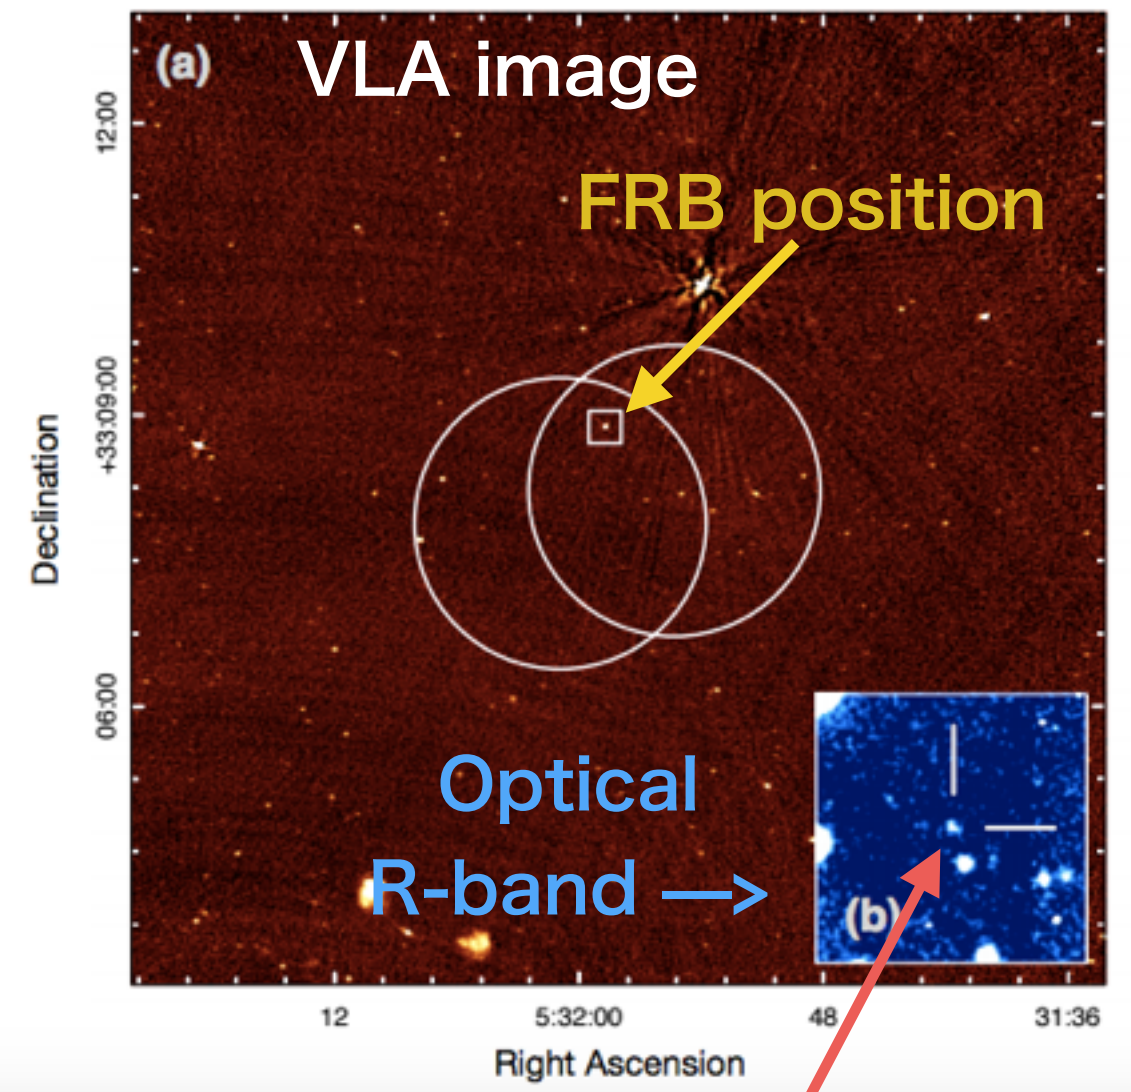 (a)
VLA image
FRB position
12:00
+33:09:00
06:00
Declination
Optical
R-band —>
(b)
12
5:32:00
48
31:36
Right Ascension